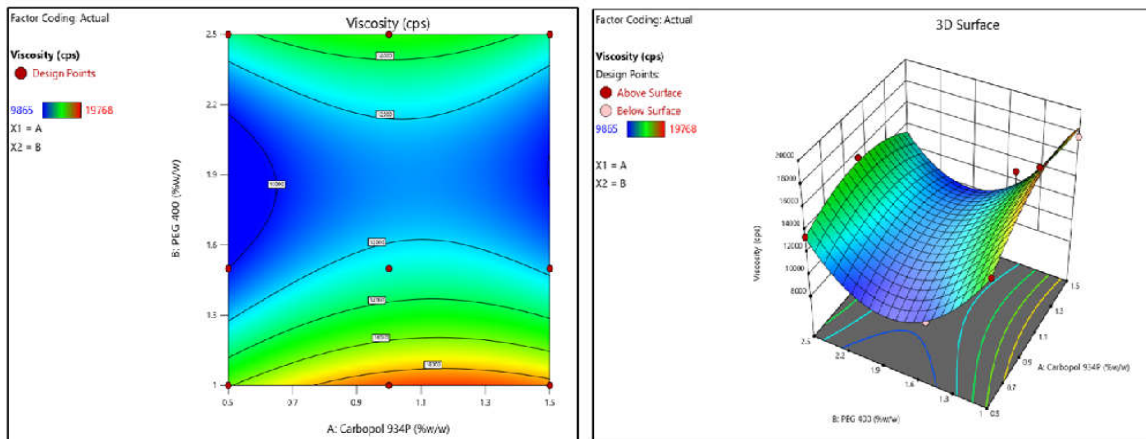 Factor Coding: Actual
Viscosity (cps)
Viscosity (cps)
Design Points
9865 19768
X1 = A
X2 = B
2.5
2.2
1.9
1.6
1.3
1
B: PEG 400 (%w/w)
0.5 0.7 0.9 1.1 1.3 1.5
A: Carbopol 934P (%w/w)
10000
12000
Factor Coding: Actual
3D Surface
Viscosity (cps)
Design Points:
Above Surface
Below Surface
9865 19768
X1 = A
X2 = B
20000
18000
16000
14000
12000
10000
8000
Viscosity (cps)
2.5
2.2
1.9
1.6
1.3
1
B: PEG 400 (%w/w)
0.5
0.7
0.9
1.1
1.3
1.5
A: Carbopol 934P (%w/w)